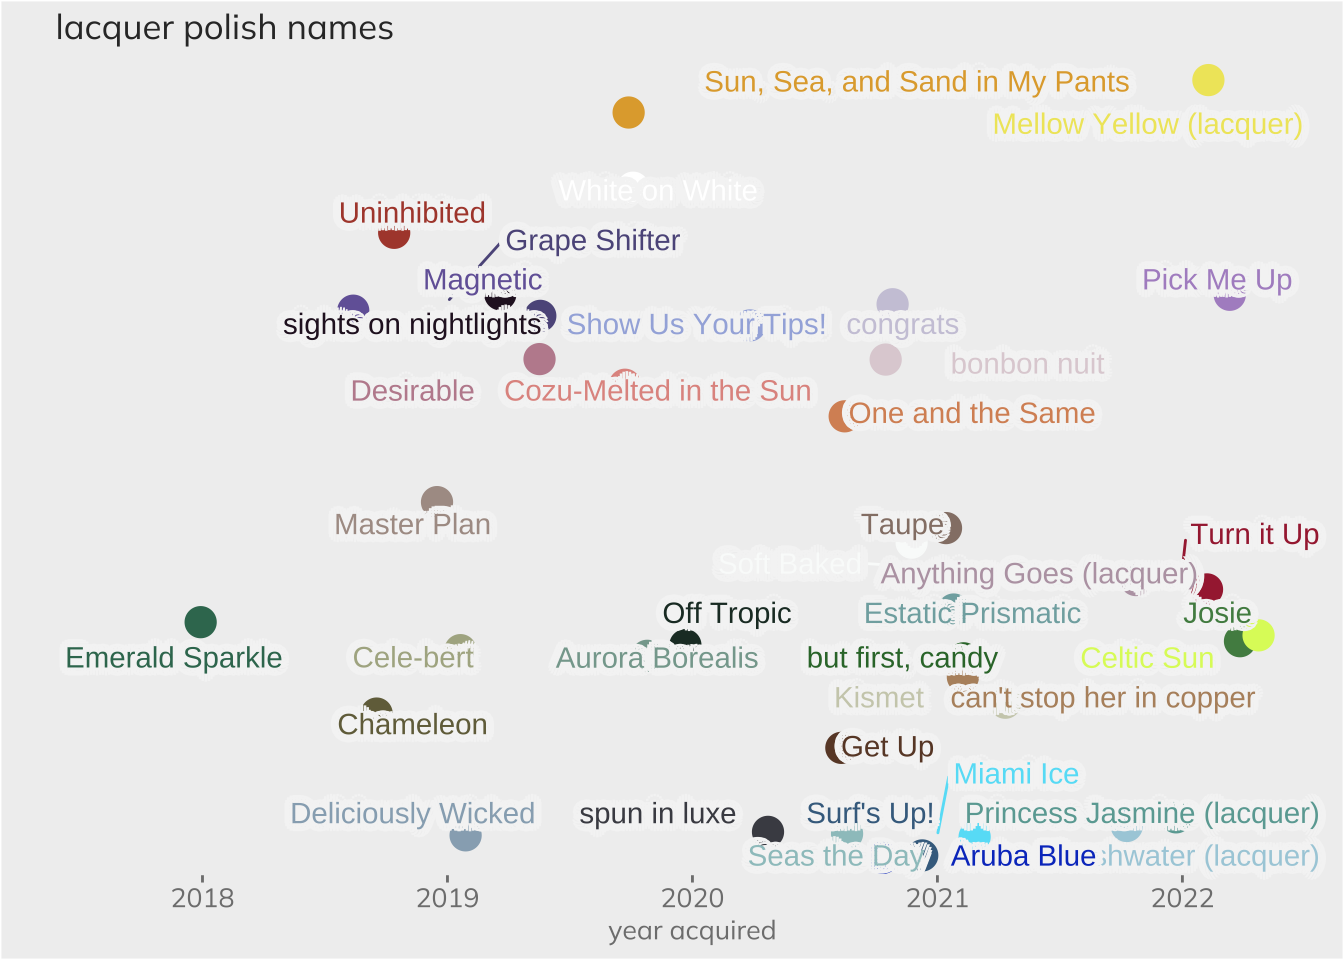 lacquer polish names
Sun, Sea, and Sand in My Pants
Mellow Yellow (lacquer)
White on White
Uninhibited
Grape Shifter
Magnetic
Pick Me Up
sights on nightlights
Show Us Your Tips!
congrats
bonbon nuit
Desirable
Cozu-Melted in the Sun
One and the Same
Master Plan
Taupe
Turn it Up
Soft Baked
Anything Goes (lacquer)
Off Tropic
Estatic Prismatic
Josie
Emerald Sparkle
Cele-bert
Aurora Borealis
but first, candy
Celtic Sun
Kismet
can't stop her in copper
Chameleon
Get Up
Miami Ice
Deliciously Wicked
spun in luxe
Surf's Up!
Princess Jasmine (lacquer)
Seas the Day
Aruba Blue
(lacquer)
2018
2019
2020
2021
2022
year acquired